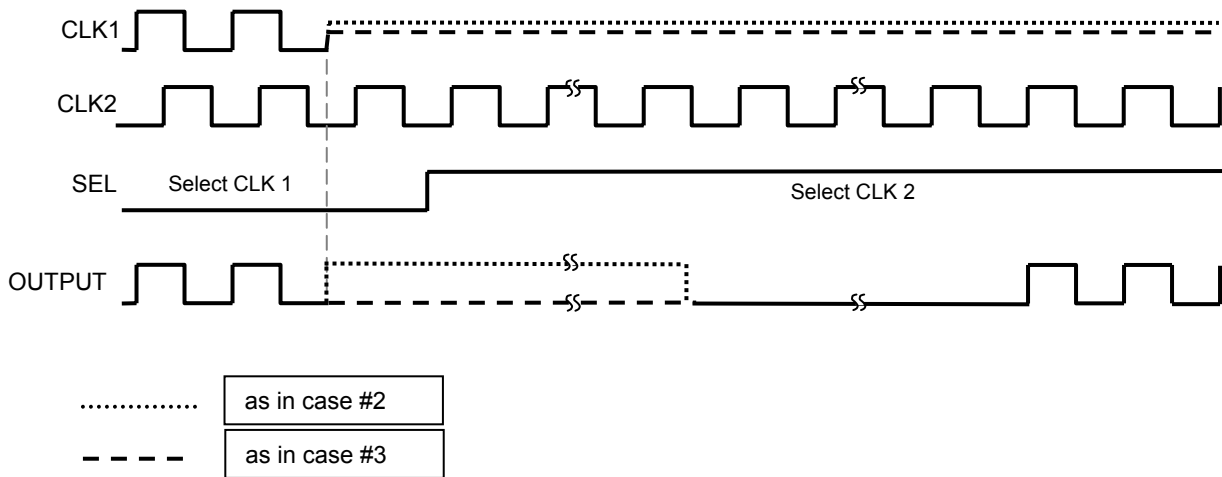 CLK1
CLK2
SEL
Select CLK 1
Select CLK 2
OUTPUT
as in case #2
as in case #3